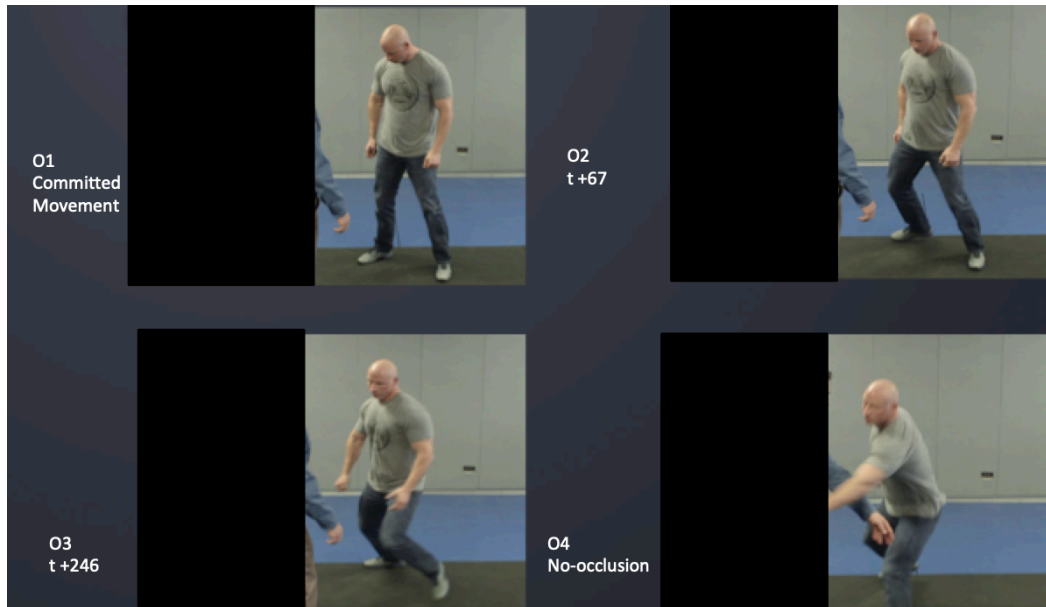 O1
Committed
Movement
O2
t +67
O3
t +246
O4
No-occlusion